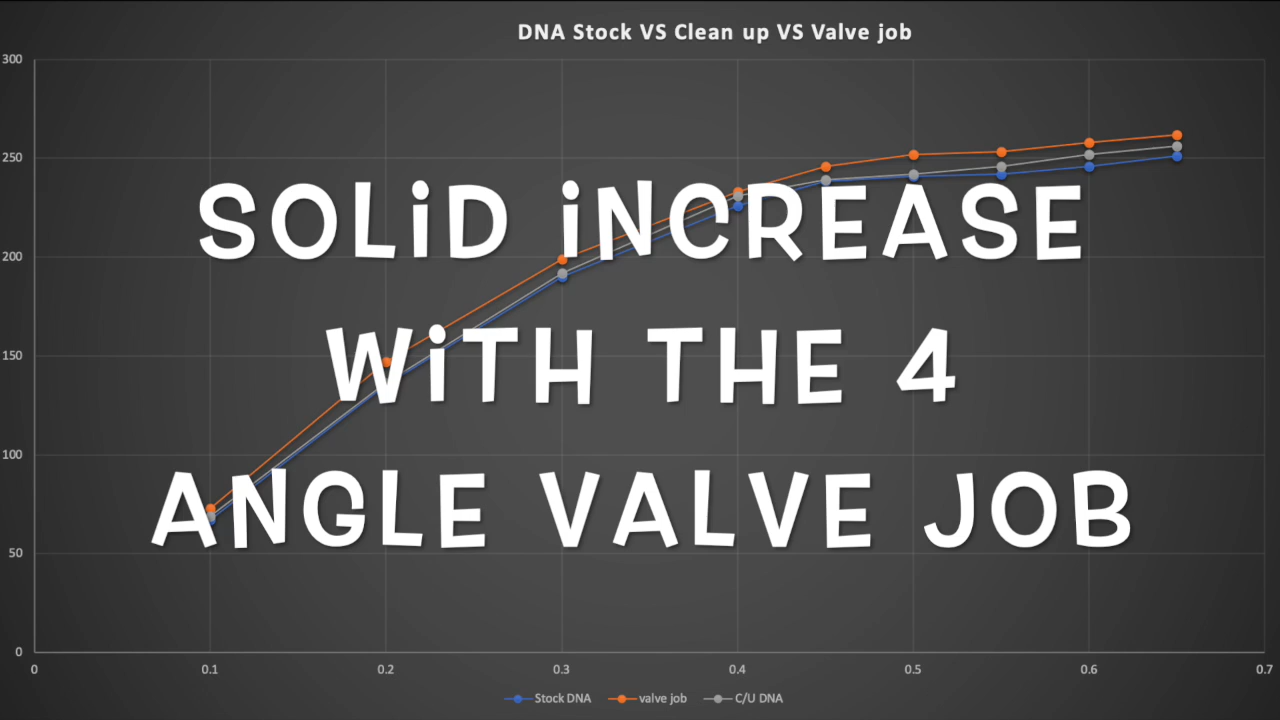 DNA Stock VS Clean up VS Valve job
300
250
200
150
100
50
0
SOLiD iNCREASE
WiTH THE 4
ANGLE VALVE JOB
0 0.1 0.2 0.3 0.4 0.5 0.6 0.7
Stock DNA valve job C/U DNA